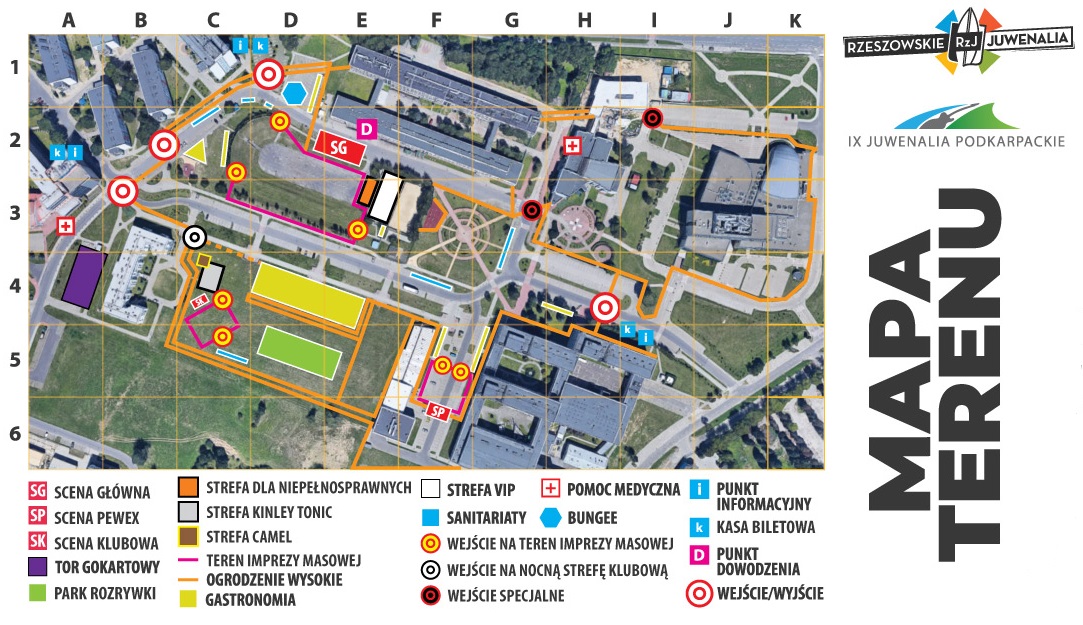 A B C D E F G H I J K
1
2
3
4
5
6
i k
k i
D
SG
SK
SP
k i
RZESZOWSKIE RzJ JUWENALIA
IX JUWENALIA PODKARPACKIE
MAPA
TERENU
SG SCENA GŁÓWNA
SP SCENA PEWEX
SK SCENA KLUBOWA
TOR GOKARTOWY
PARK ROZRYWKI
STREFA DLA NIEPEŁNOSPRAWNYCH
STREFA KINLEY TONIC
STREFA CAMEL
TEREN IMPREZY MASOWEJ
OGRODZENIE WYSOKIE
GASTRONOMIA
STREFA VIP
SANITARIATY
BUNGEE
POMOC MEDYCZNA
WEJŚCIE NA TEREN IMPREZY MASOWEJ
WEJŚCIE NA NOCNĄ STREFĘ KLUBOWĄ
WEJŚCIE SPECJALNE
i PUNKT
INFORMACYJNY
k KASA BILETOWA
D PUNKT
DOWODZENIA
WEJŚCIE/WYJŚCIE